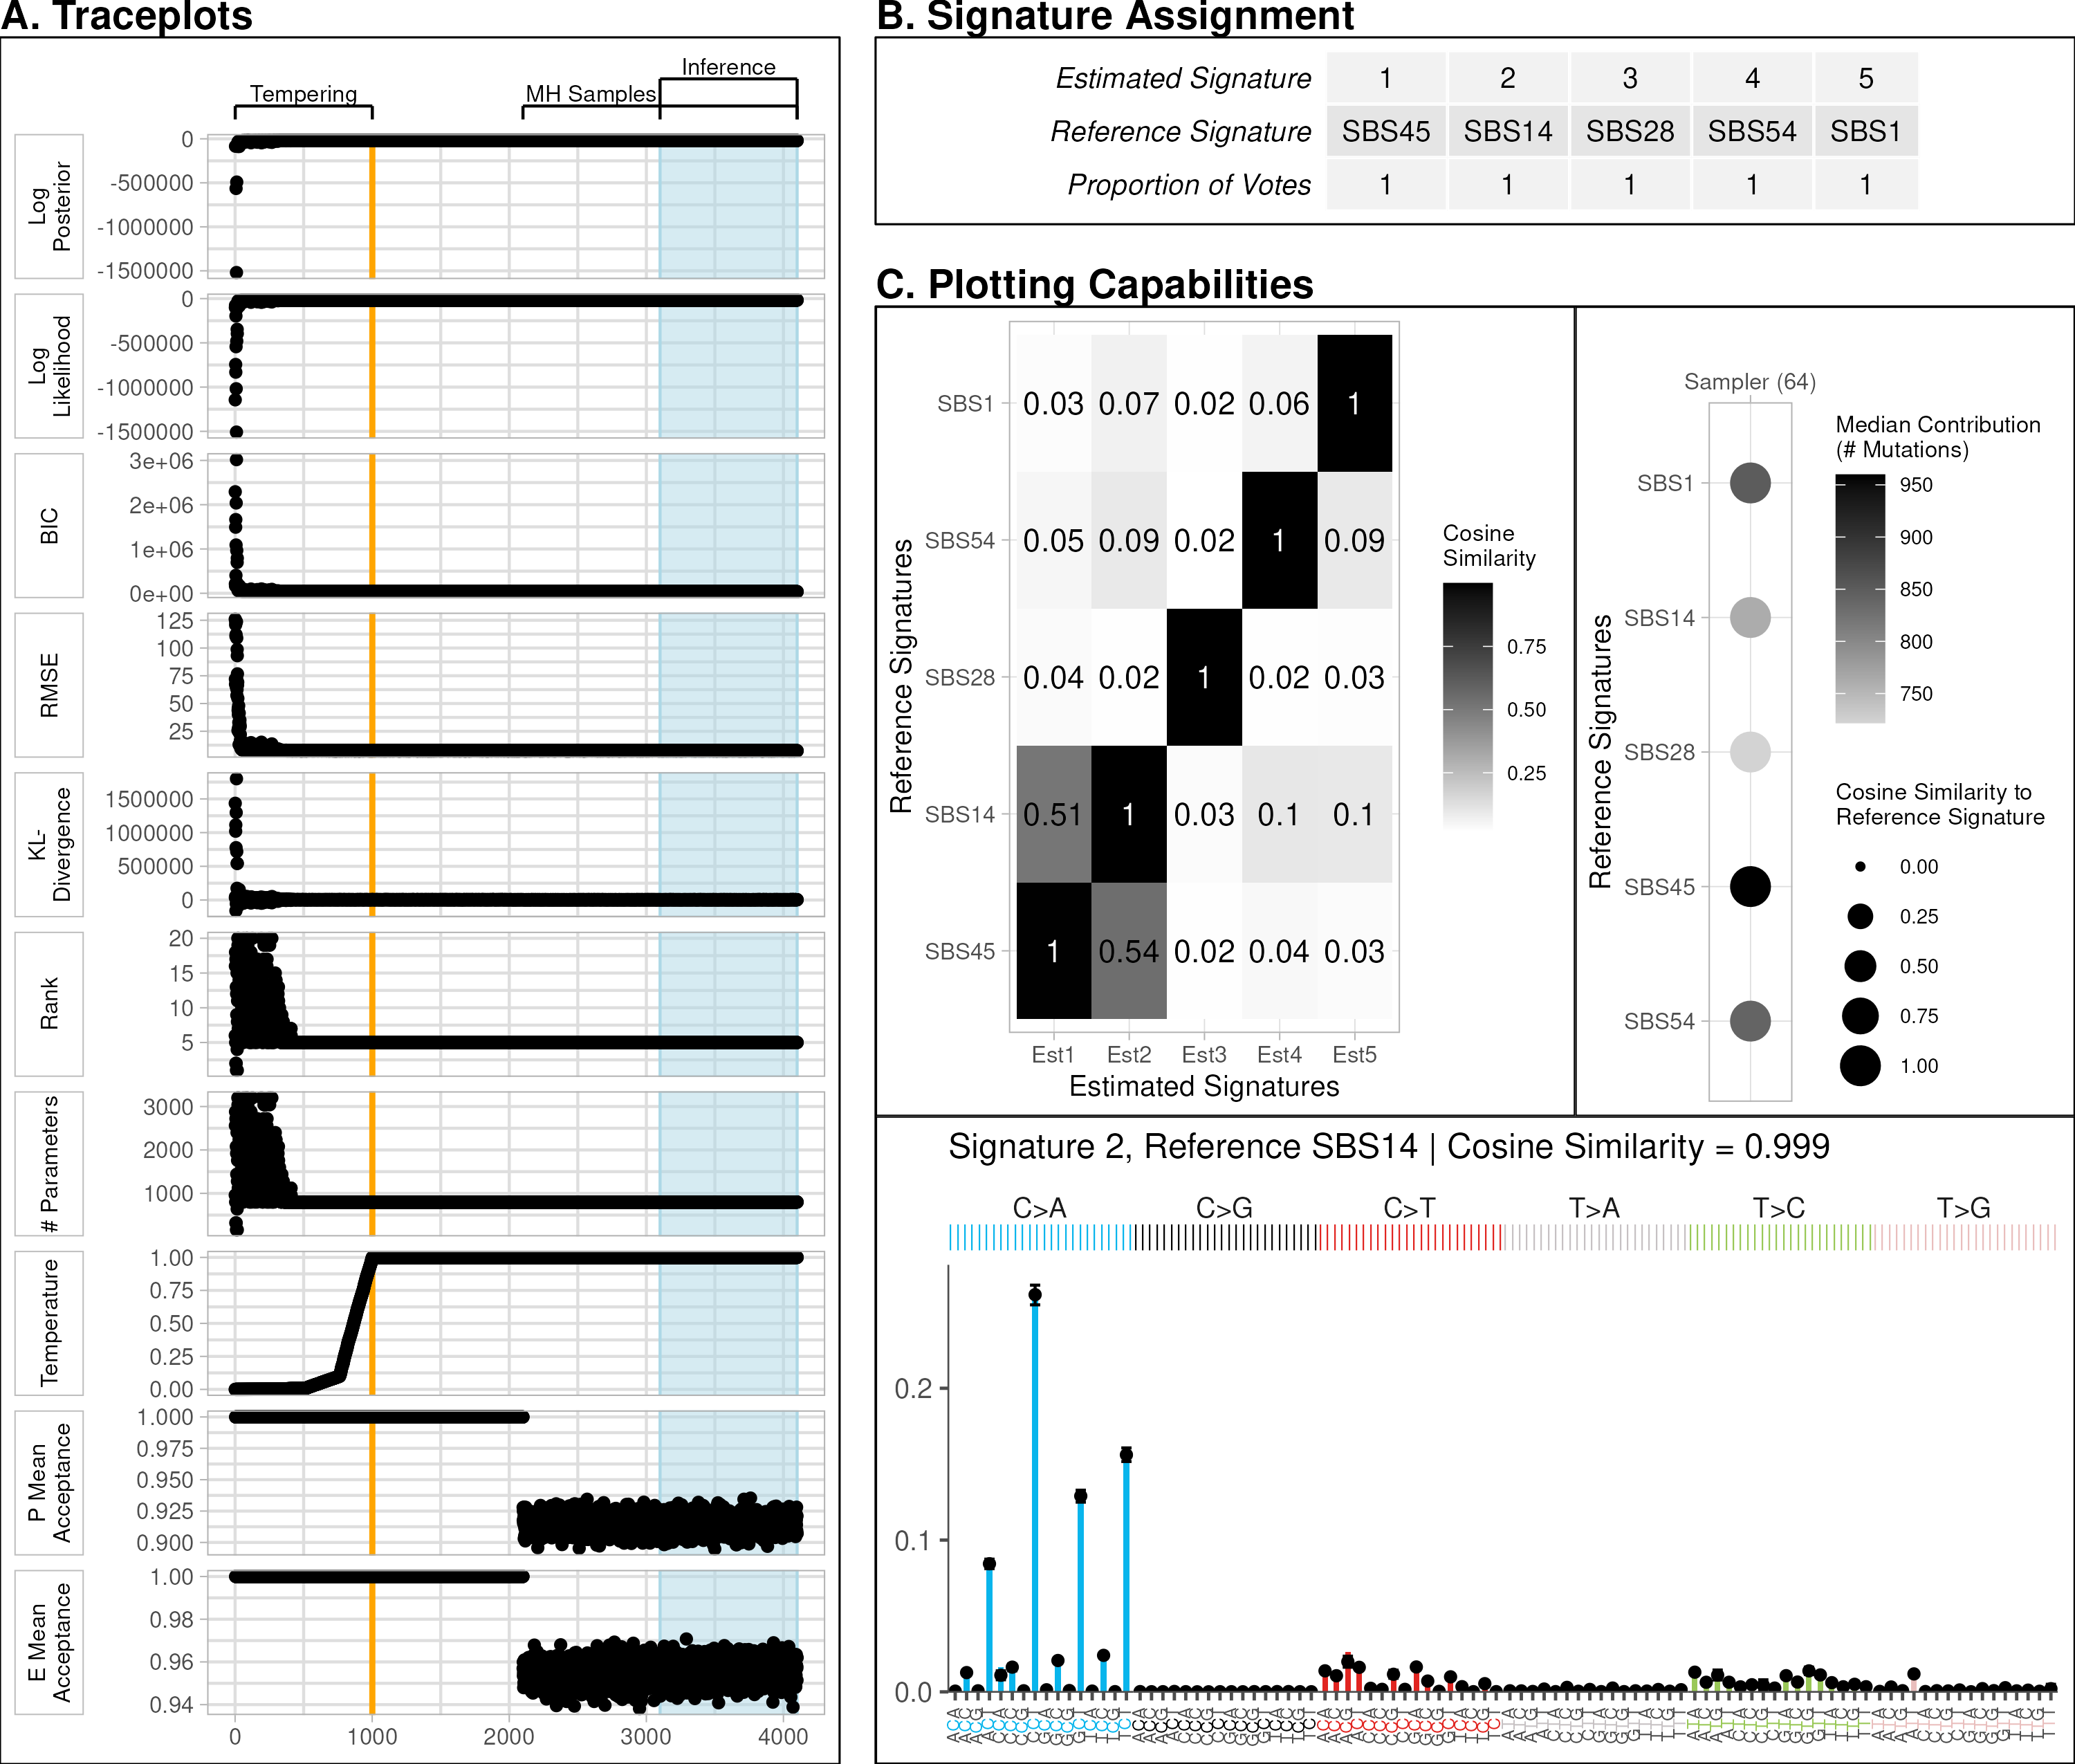 A. Traceplots
Tempering
MH Samples
Inference
Log
Posterior
0
-500000
-1000000
-1500000
Log
Likelihood
0
-500000
-1000000
-1500000
BIC
3e+06
2e+06
1e+06
0e+00
RMSE
125
100
75
50
25
KL-
Divergence
1500000
1000000
500000
0
Rank
20
15
10
5
# Parameters
3000
2000
1000
Temperature
1.00
0.75
0.50
0.25
0.00
P Mean
Acceptance
1.000
0.975
0.950
0.925
0.900
E Mean
Acceptance
1.00
0.98
0.96
0.94
0 1000 2000 3000 4000
B. Signature Assignment
Estimated Signature 1 2 3 4 5
Reference Signature SBS45 SBS14 SBS28 SBS54 SBS1
Proportion of Votes 1 1 1 1 1
C. Plotting Capabilities
Reference Signatures
SBS1 0.03 0.07 0.02 0.06 1
SBS54 0.05 0.09 0.02 1 0.09
SBS28 0.04 0.02 1 0.02 0.03
SBS14 0.51 1 0.03 0.1 0.1
SBS45 1 0.54 0.02 0.04 0.03
Est1 Est2 Est3 Est4 Est5
Estimated Signatures
Cosine
Similarity
0.75
0.50
0.25
Sampler (64)
Reference Signatures
SBS1
SBS14
SBS28
SBS45
SBS54
Median Contribution
(# Mutations)
950
900
850
800
750
Cosine Similarity to
Reference Signature
0.00
0.25
0.50
0.75
1.00
Signature 2, Reference SBS14 | Cosine Similarity = 0.999
C>A C>G C>T T>A T>C T>G
0.2
0.1
0.0